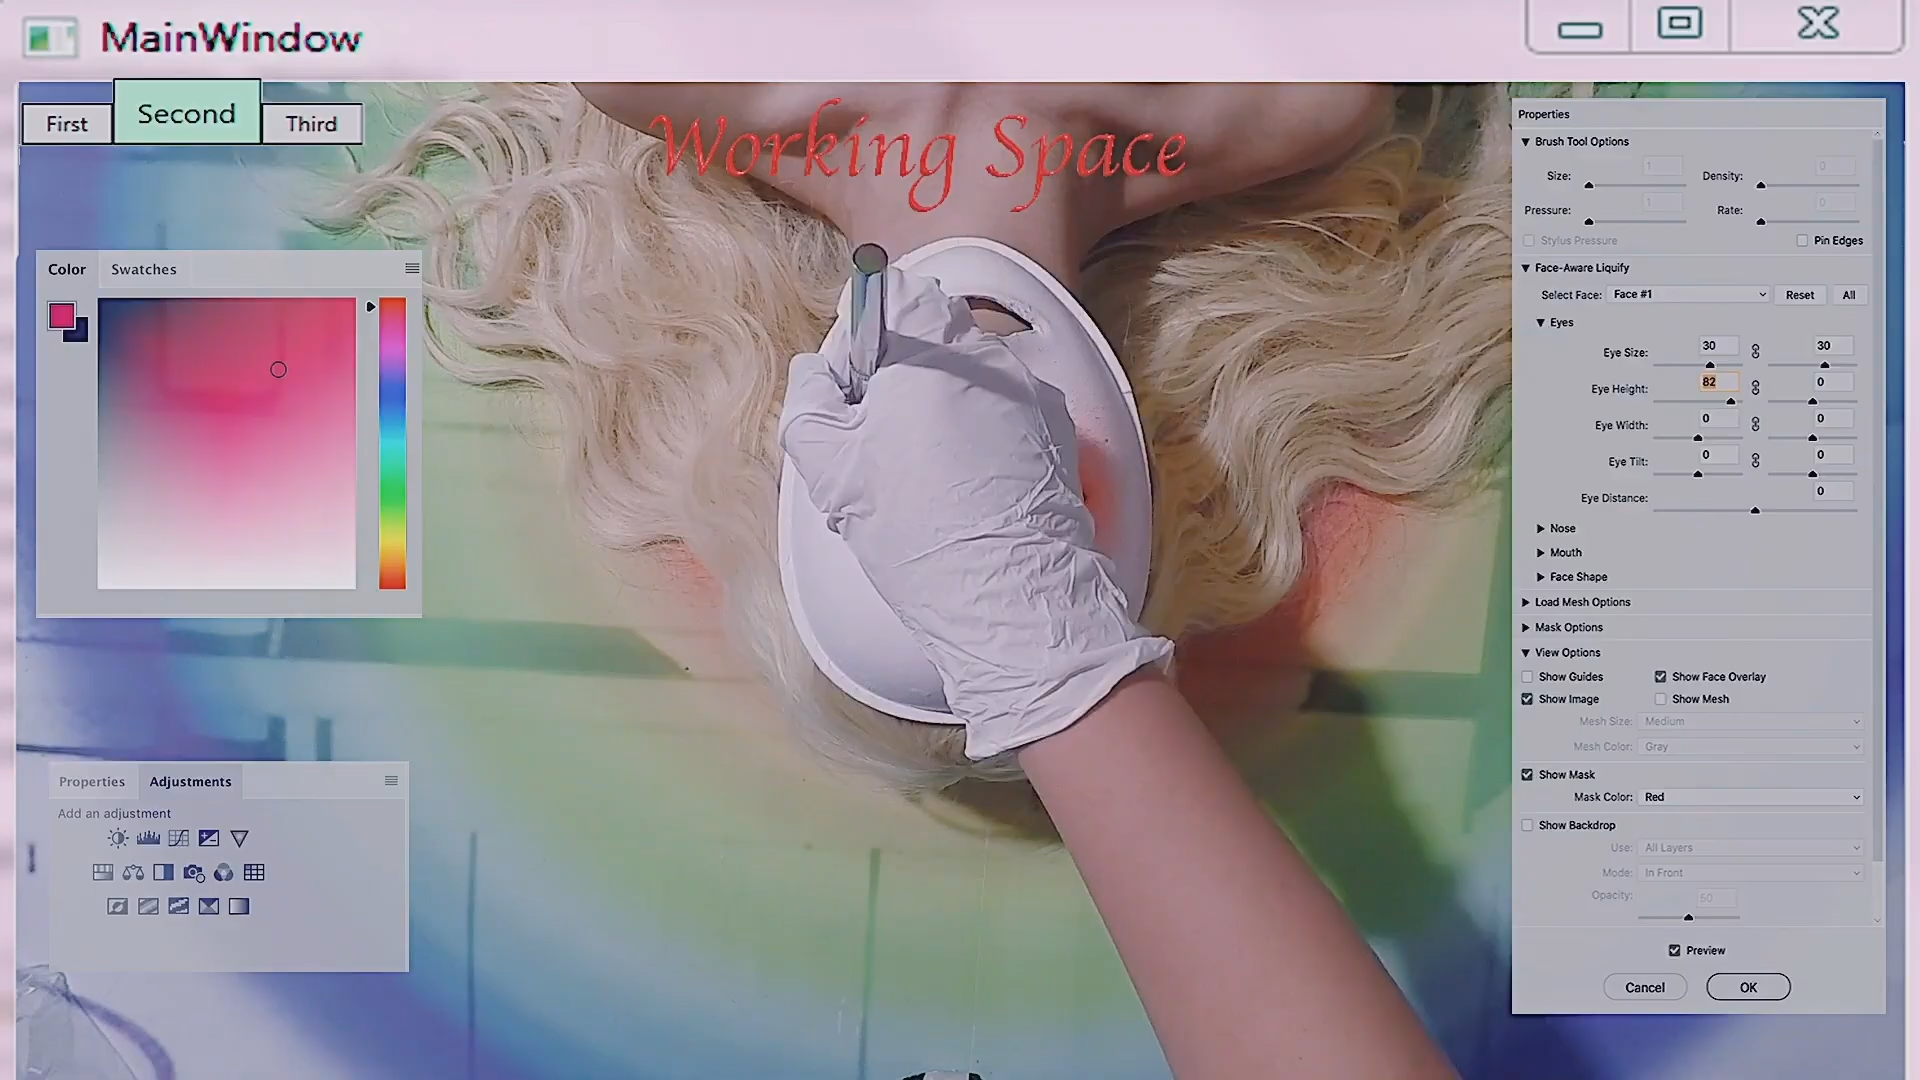 MainWindow
First
Second
Third
Working Space
Color
Swatches
Properties
Adjustments
Add an adjustment
Properties
Brush Tool Options
Size: 1
Density: 0
Pressure: 1
Rate: 0
Stylus Pressure
Pin Edges
Face-Aware Liquify
Select Face: Face #1
Reset
All
Eyes
Eye Size: 30 30
Eye Height: 82 0
Eye Width: 0 0
Eye Tilt: 0 0
Eye Distance: 0
Nose
Mouth
Face Shape
Load Mesh Options
Mask Options
View Options
Show Guides
Show Face Overlay
Show Image
Show Mesh
Mesh Size: Medium
Mesh Color: Gray
Show Mask
Mask Color: Red
Show Backdrop
Use: All Layers
Mode: In Front
Opacity: 50
Preview
Cancel
OK